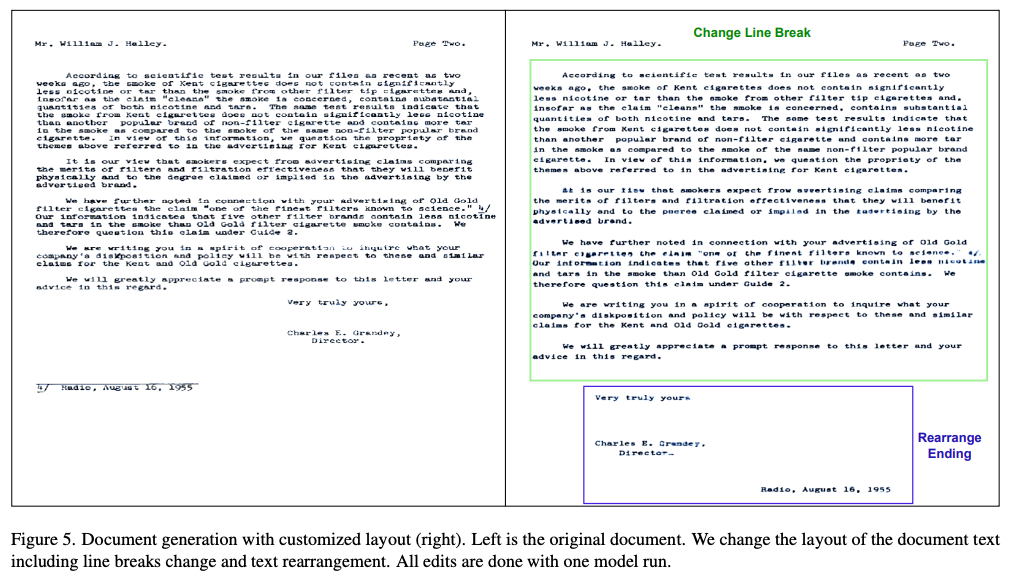 Mr. William J. Halley.
Page Two.
According to scientific test results in our files as recent as two
weeks ago, the smoke of Kent cigarettes does not contain significantly
less nicotine or tar than the smoke from other filter tip cigarettes and,
insofar as the claim "cleans" the smoke is concerned, contains substantial
quantities of both nicotine and tars. The same test results indicate that
the smoke from Kent cigarettes does not contain significantly less nicotine
than another popular brand of non-filter cigarette and contains more tar
in the smoke as compared to the smoke of the same non-filter popular brand
cigarette. In view of this information, we question the propriety of the
themes above referred to in the advertising for Kent cigarettes.
It is our view that smokers expect from advertising claims comparing
the merits of filters and filtration effectiveness that they will benefit
physically and to the degree claimed or implied in the advertising by the
advertised brand.
We have further noted in connection with your advertising of Old Gold
filter cigarettes the claim "one of the finest filters known to science." 4/
Our information indicates that five other filter brands contain less nicotine
and tars in the smoke than Old Gold filter cigarette smoke contains. We
therefore question this claim under Guide 2.
We are writing you in a spirit of cooperation to inquire what your
company's diskposition and policy will be with respect to these and similar
claims for the Kent and Old Gold cigarettes.
We will greatly appreciate a prompt response to this letter and your
advice in this regard.
Very truly yours,
Charles E. Grandey,
Director.
4/ Radio, August 16, 1955
Change Line Break
Mr. William J. Halley.
Page Two.
According to scientific test results in our files as recent as two
weeks ago, the smoke of Kent cigarettes does not contain significantly
less nicotine or tar than the smoke from other filter tip cigarettes and,
insofar as the claim "cleans" the smoke is concerned, contains substantial
quantities of both nicotine and tars. The same test results indicate that
the smoke from Kent cigarettes does not contain significantly less nicotine
than another popular brand of non-filter cigarette and contains more tar
in the smoke as compared to the smoke of the same non-filter popular brand
cigarette. In view of this information, we question the propriety of the
themes above referred to in the advertising for Kent cigarettes.
is our that smokers expect from advertising claims comparing
the merits of filters and filtration effectiveness that they will benefit
physically and to the claimed or implied in the by the
advertised brand.
We have further noted in connection with your advertising of Old Gold
filter cigarettes the claim "one of the finest filters known to science." 4/
Our information indicates that five other filter brands contain less nicotine
and tars in the smoke than Old Gold filter cigarette smoke contains. We
therefore question this claim under Guide 2.
We are writing you in a spirit of cooperation to inquire what your
company's diskposition and policy will be with respect to these and similar
claims for the Kent and Old Gold cigarettes.
We will greatly appreciate a prompt response to this letter and your
advice in this regard.
Very truly yours
Charles E. Grandey,
Director
Radio, August 16, 1955
Rearrange
Ending
Figure 5. Document generation with customized layout (right). Left is the original document. We change the layout of the document text
including line breaks change and text rearrangement. All edits are done with one model run.